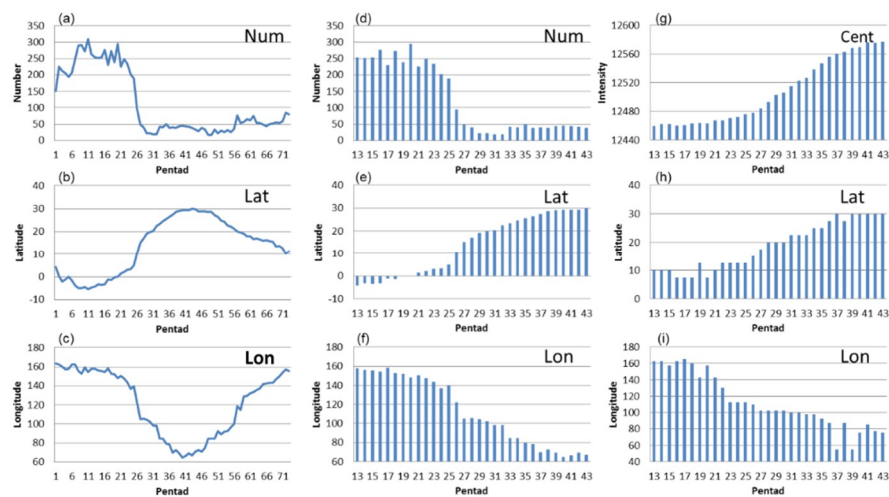 (a)
Num
350
300
250
200
150
100
50
0
Number
1 6 11 16 21 26 31 36 41 46 51 56 61 66 71
Pentad
(d)
Num
350
300
250
200
150
100
50
0
Number
13 15 17 19 21 23 25 27 29 31 33 35 37 39 41 43
Pentad
(g)
Cent
12600
12560
12520
12480
12440
Intensity
13 15 17 19 21 23 25 27 29 31 33 35 37 39 41 43
Pentad
(b)
Lat
40
30
20
10
0
-10
Latitude
1 6 11 16 21 26 31 36 41 46 51 56 61 66 71
Pentad
(e)
Lat
40
30
20
10
0
-10
Latitude
13 15 17 19 21 23 25 27 29 31 33 35 37 39 41 43
Pentad
(h)
Lat
40
30
20
10
0
Latitude
13 15 17 19 21 23 25 27 29 31 33 35 37 39 41 43
Pentad
(c)
Lon
180
160
140
120
100
80
60
Longitude
1 6 11 16 21 26 31 36 41 46 51 56 61 66 71
Pentad
(f)
Lon
180
160
140
120
100
80
60
Longitude
13 15 17 19 21 23 25 27 29 31 33 35 37 39 41 43
Pentad
(i)
Lon
180
160
140
120
100
80
60
40
Longitude
13 15 17 19 21 23 25 27 29 31 33 35 37 39 41 43
Pentad